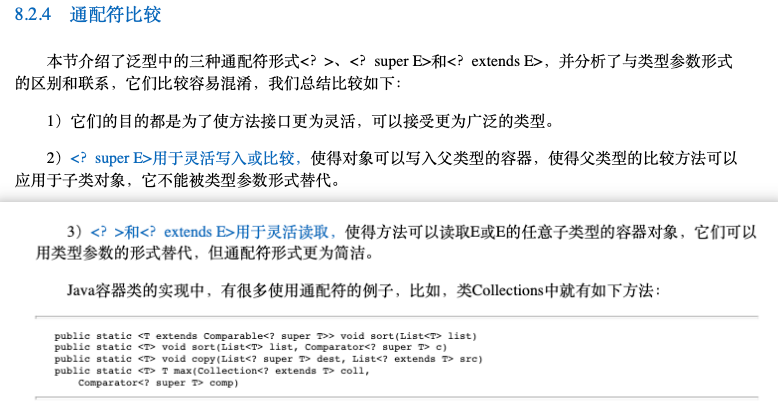 8.2.4 通配符比较
本节介绍了泛型中的三种通配符形式<? >、<? super E>和<? extends E>，并分析了与类型参数形式
的区别和联系，它们比较容易混淆，我们总结比较如下：
1）它们的目的都是为了使方法接口更为灵活，可以接受更为广泛的类型。
2）<? super E>用于灵活写入或比较，使得对象可以写入父类型的容器，使得父类型的比较方法可以
应用于子类对象，它不能被类型参数形式替代。
3）<? >和<? extends E>用于灵活读取，使得方法可以读取E或E的任意子类型的容器对象，它们可以
用类型参数的形式替代，但通配符形式更为简洁。
Java容器类的实现中，有很多使用通配符的例子，比如，类Collections中就有如下方法：
public static <T extends Comparable<? super T>> void sort(List<T> list)
public static <T> void sort(List<T> list, Comparator<? super T> c)
public static <T> void copy(List<? super T> dest, List<? extends T> src)
public static <T> T max(Collection<? extends T> coll,
Comparator<? super T> comp)